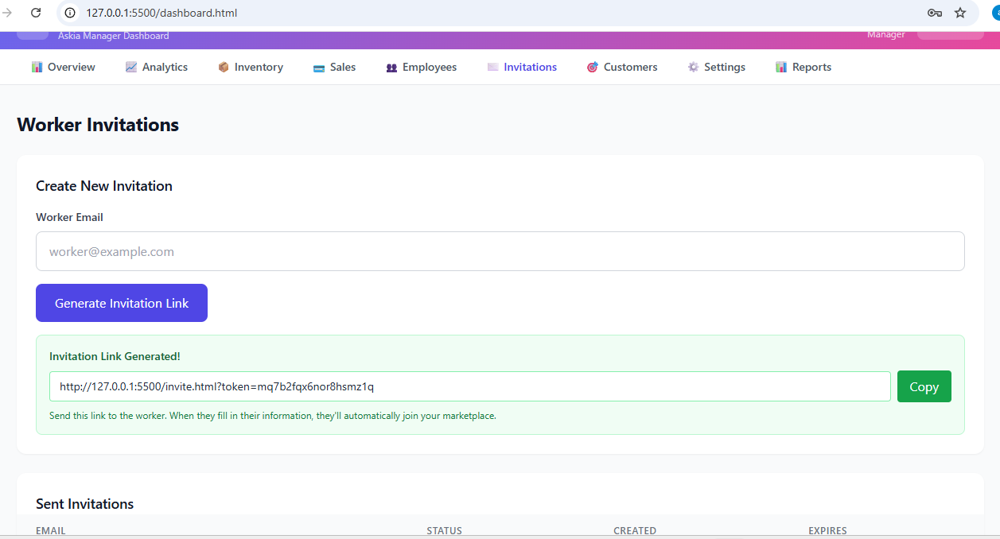 127.0.0.1:5500/dashboard.html
Askia Manager Dashboard Manager
Overview Analytics Inventory Sales Employees Invitations Customers Settings Reports
Worker Invitations
Create New Invitation
Worker Email
worker@example.com
Generate Invitation Link
Invitation Link Generated!
http://127.0.0.1:5500/invite.html?token=mq7b2fqx6nor8hsmz1q
Copy
Send this link to the worker. When they fill in their information, they'll automatically join your marketplace.
Sent Invitations
EMAIL STATUS CREATED EXPIRES